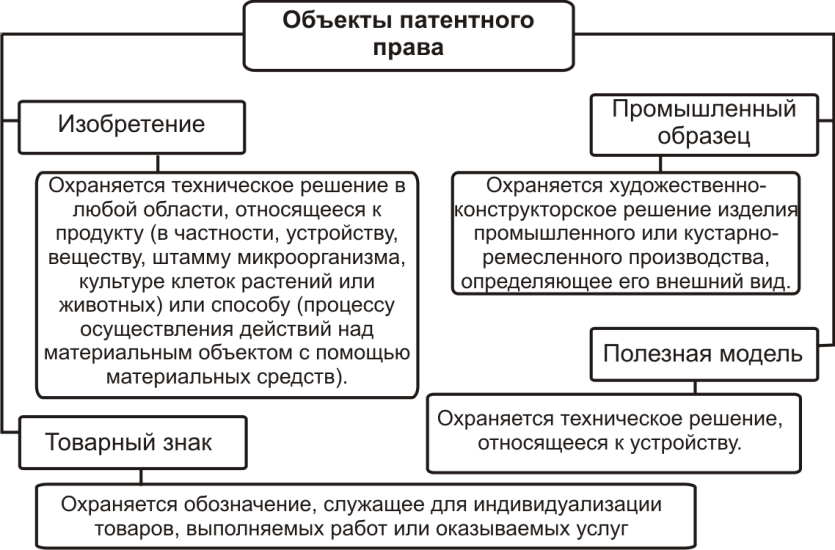 Объекты патентного
права
Изобретение
Охраняется техническое решение в
любой области, относящееся к
продукту (в частности, устройству,
веществу, штамму микроорганизма,
культуре клеток растений или
животных) или способу (процессу
осуществления действий над
материальным объектом с помощью
материальных средств).
Промышленный
образец
Охраняется художественно-
конструкторское решение изделия
промышленного или кустарно-
ремесленного производства,
определяющее его внешний вид.
Полезная модель
Охраняется техническое решение,
относящееся к устройству.
Товарный знак
Охраняется обозначение, служащее для индивидуализации
товаров, выполняемых работ или оказываемых услуг